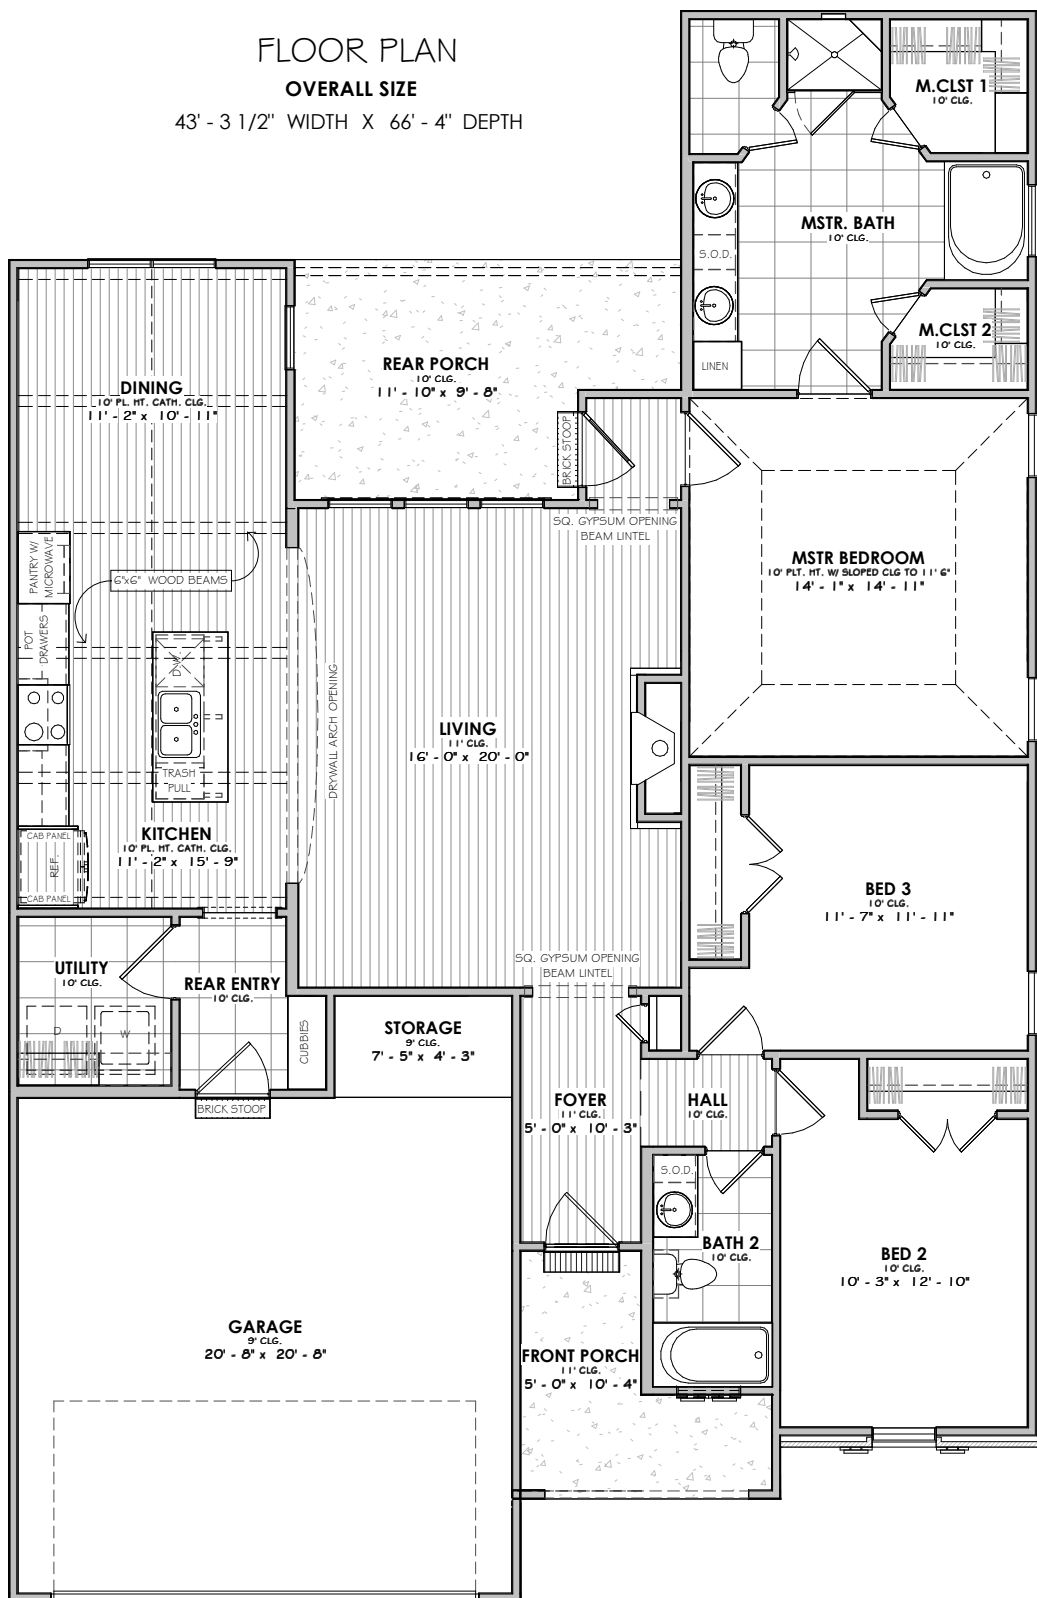 FLOOR PLAN
OVERALL SIZE
43' - 3 1/2" WIDTH X 66' - 4" DEPTH
M.CLST 1
10' CLG.
MSTR. BATH
10' CLG.
S.O.D.
M.CLST 2
10' CLG.
LINEN
REAR PORCH
10' CLG.
11' - 10" x 9' - 8"
DINING
10' PL. HT. CATH. CLG.
11' - 2" x 10' - 11"
BRICK STOOP
SQ. GYPSUM OPENING
BEAM LINTEL
PANTRY W/
MICROWAVE
6"x6" WOOD BEAMS
MSTR BEDROOM
10' PLT. HT. W/ SLOPED CLG TO 11' 6"
14' - 1" x 14' - 11"
POT
DRAWERS
D.W.
DRYWALL ARCH OPENING
LIVING
11' CLG.
16' - 0" x 20' - 0"
TRASH
PULL
KITCHEN
10' PL. HT. CATH. CLG.
11' - 2" x 15' - 9"
CAB PANEL
REF.
CAB PANEL
BED 3
10' CLG.
11' - 7" x 11' - 11"
SQ. GYPSUM OPENING
BEAM LINTEL
UTILITY
10' CLG.
REAR ENTRY
10' CLG.
D
W
CUBBIES
STORAGE
9' CLG.
7' - 5" x 4' - 3"
BRICK STOOP
FOYER
11' CLG.
5' - 0" x 10' - 3"
HALL
10' CLG.
S.O.D.
BATH 2
10' CLG.
BED 2
10' CLG.
10' - 3" x 12' - 10"
GARAGE
9' CLG.
20' - 8" x 20' - 8"
FRONT PORCH
11' CLG.
5' - 0" x 10' - 4"